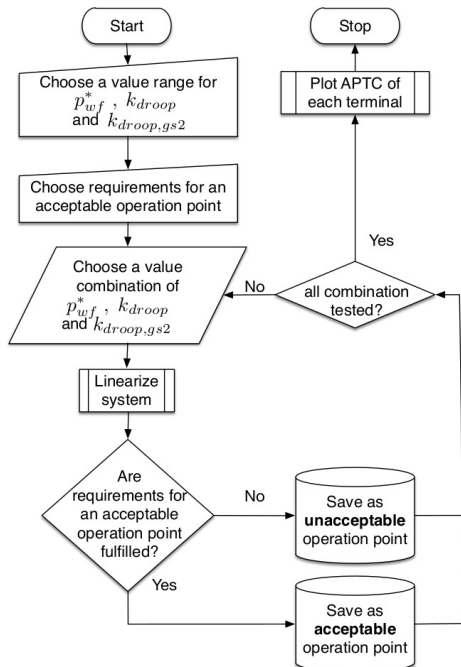 Start
Choose a value range for
p*wf , kdroop
and kdroop,gs2
Choose requirements for an
acceptable operation point
Choose a value
combination of
p*wf , kdroop
and kdroop,gs2
Linearize
system
Are
requirements for
an acceptable
operation point
fulfilled?
No
Yes
Save as
unacceptable
operation point
Save as
acceptable
operation point
all combination
tested?
No
Yes
Plot APTC of
each terminal
Stop